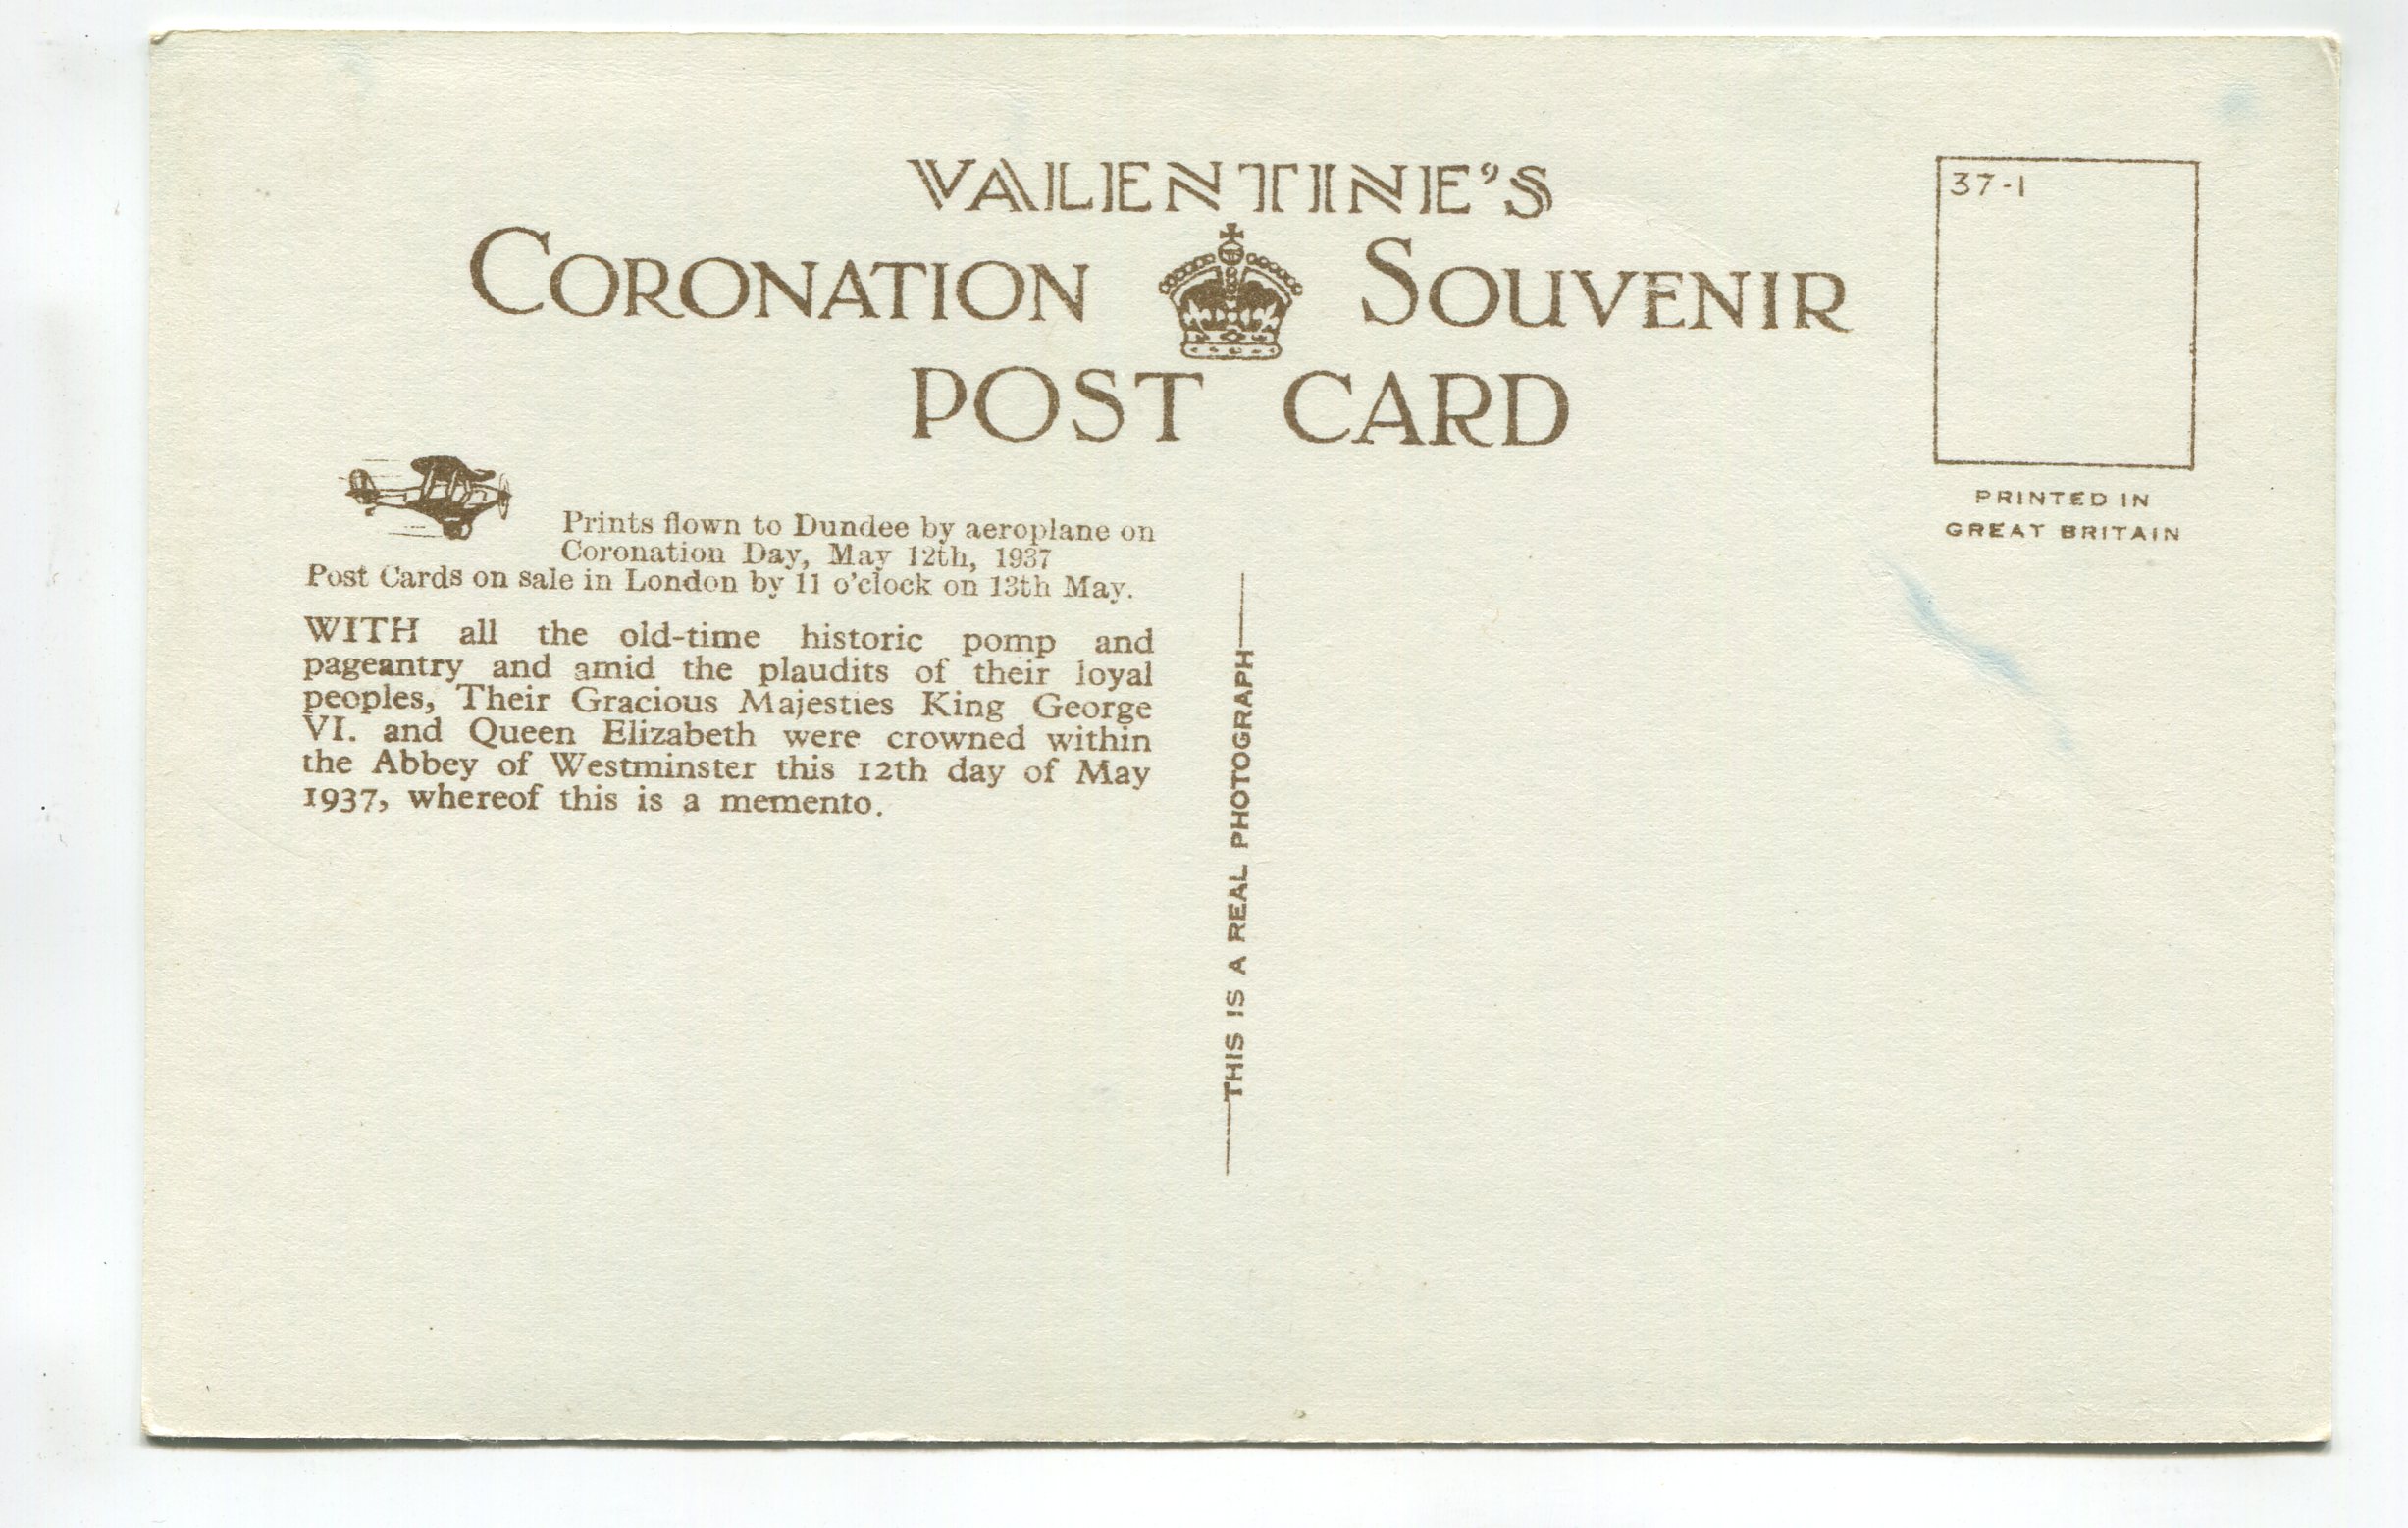 VALENTINE'S
CORONATION SOUVENIR
POST CARD
37-1
PRINTED IN
GREAT BRITAIN
Prints flown to Dundee by aeroplane on
Coronation Day, May 12th, 1937
Post Cards on sale in London by 11 o'clock on 13th May.
WITH all the old-time historic pomp and
pageantry and amid the plaudits of their loyal
peoples, Their Gracious Majesties King George
VI. and Queen Elizabeth were crowned within
the Abbey of Westminster this 12th day of May
1937, whereof this is a memento.
THIS IS A REAL PHOTOGRAPH